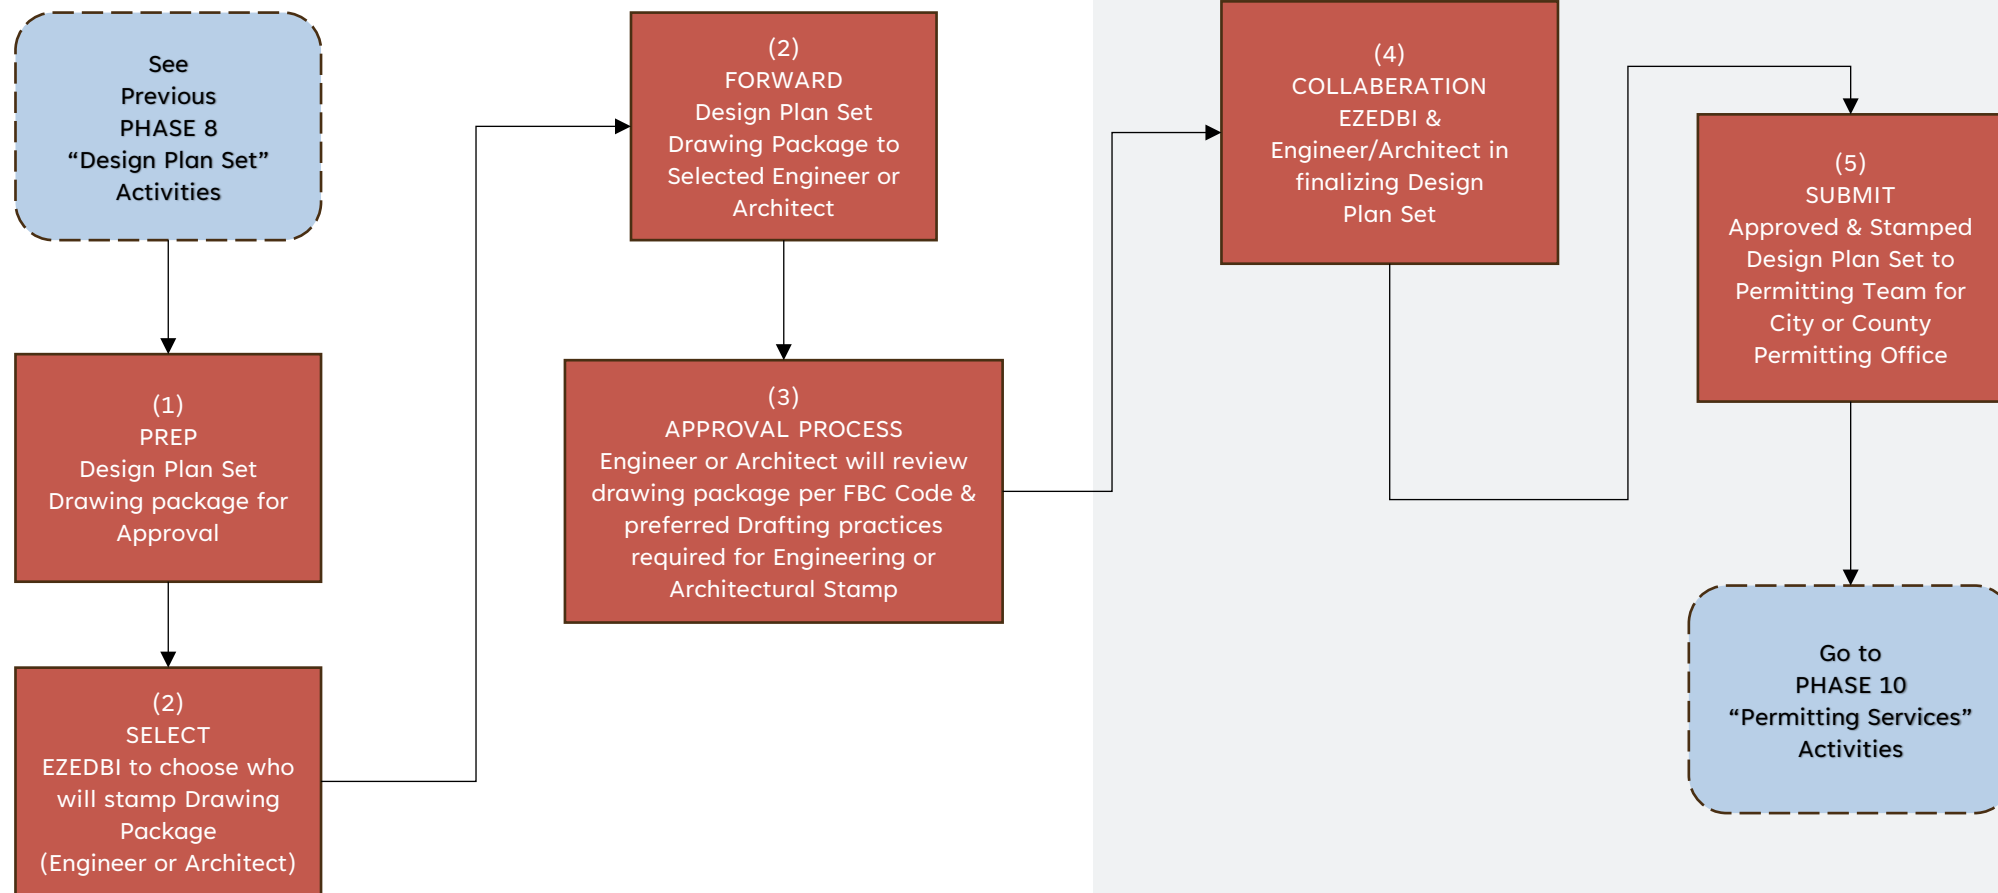 See
Previous
PHASE 8
“Design Plan Set”
Activities
(1)
PREP
Design Plan Set
Drawing package for
Approval
(2)
SELECT
EZEDBI to choose who
will stamp Drawing
Package
(Engineer or Architect)
(2)
FORWARD
Design Plan Set
Drawing Package to
Selected Engineer or
Architect
(3)
APPROVAL PROCESS
Engineer or Architect will review
drawing package per FBC Code &
preferred Drafting practices
required for Engineering or
Architectural Stamp
(4)
COLLABERATION
EZEDBI &
Engineer/Architect in
finalizing Design
Plan Set
(5)
SUBMIT
Approved & Stamped
Design Plan Set to
Permitting Team for
City or County
Permitting Office
Go to
PHASE 10
“Permitting Services”
Activities